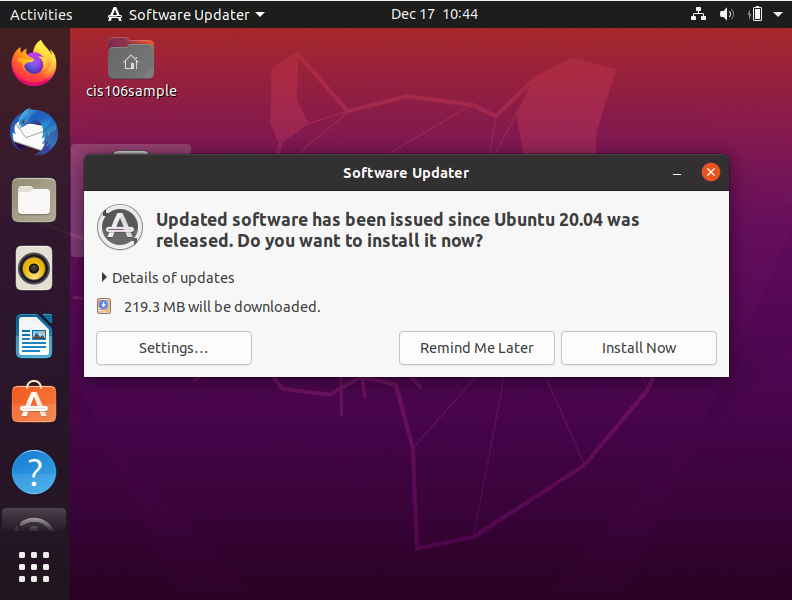 Activities
Software Updater
Dec 17 10:44
cis106sample
Software Updater
Updated software has been issued since Ubuntu 20.04 was
released. Do you want to install it now?
Details of updates
219.3 MB will be downloaded.
Settings…
Remind Me Later
Install Now
?